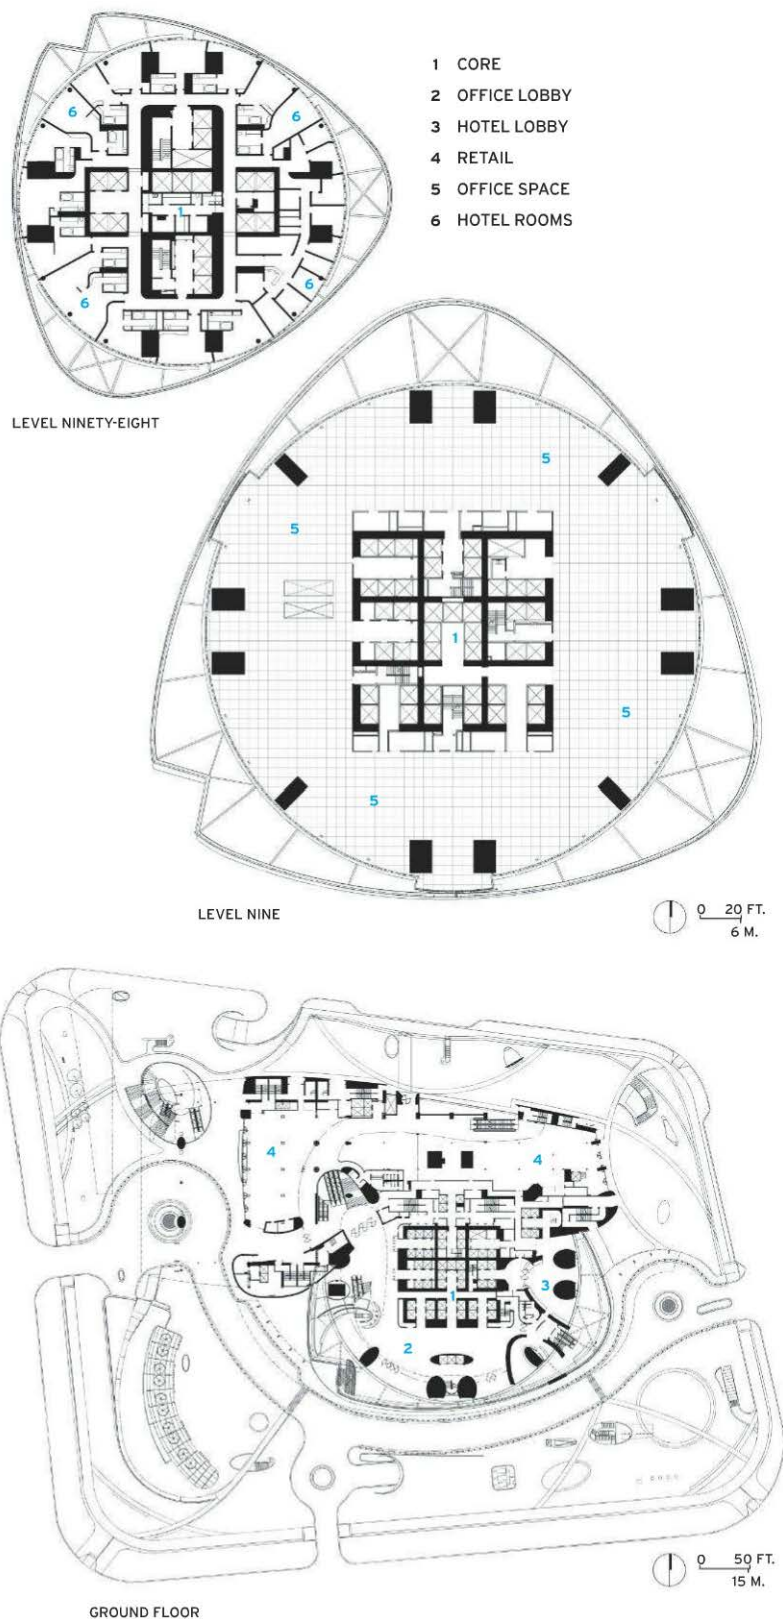 1 CORE
2 OFFICE LOBBY
3 HOTEL LOBBY
4 RETAIL
5 OFFICE SPACE
6 HOTEL ROOMS
6
6
1
6
6
LEVEL NINETY-EIGHT
5
5
1
5
5
LEVEL NINE
0 20 FT.
6 M.
4
4
3
1
2
0 50 FT.
15 M.
GROUND FLOOR